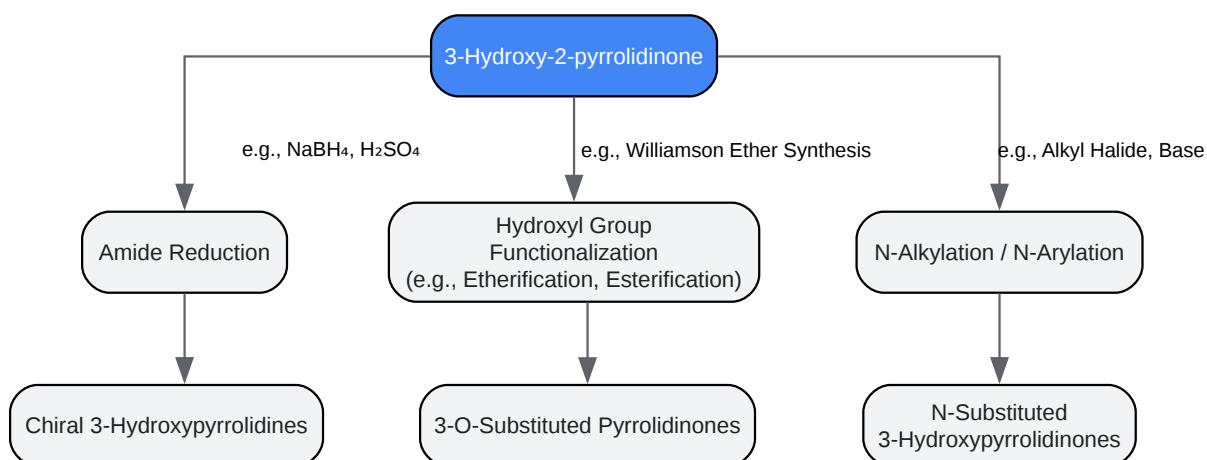 3-Hydroxy-2-pyrrolidinone
e.g., NaBH₄, H₂SO₄
e.g., Williamson Ether Synthesis
e.g., Alkyl Halide, Base
Amide Reduction
Hydroxyl Group
Functionalization
(e.g., Etherification, Esterification)
N-Alkylation / N-Arylation
Chiral 3-Hydroxypyrrolidines
3-O-Substituted Pyrrolidinones
N-Substituted
3-Hydroxypyrrolidinones